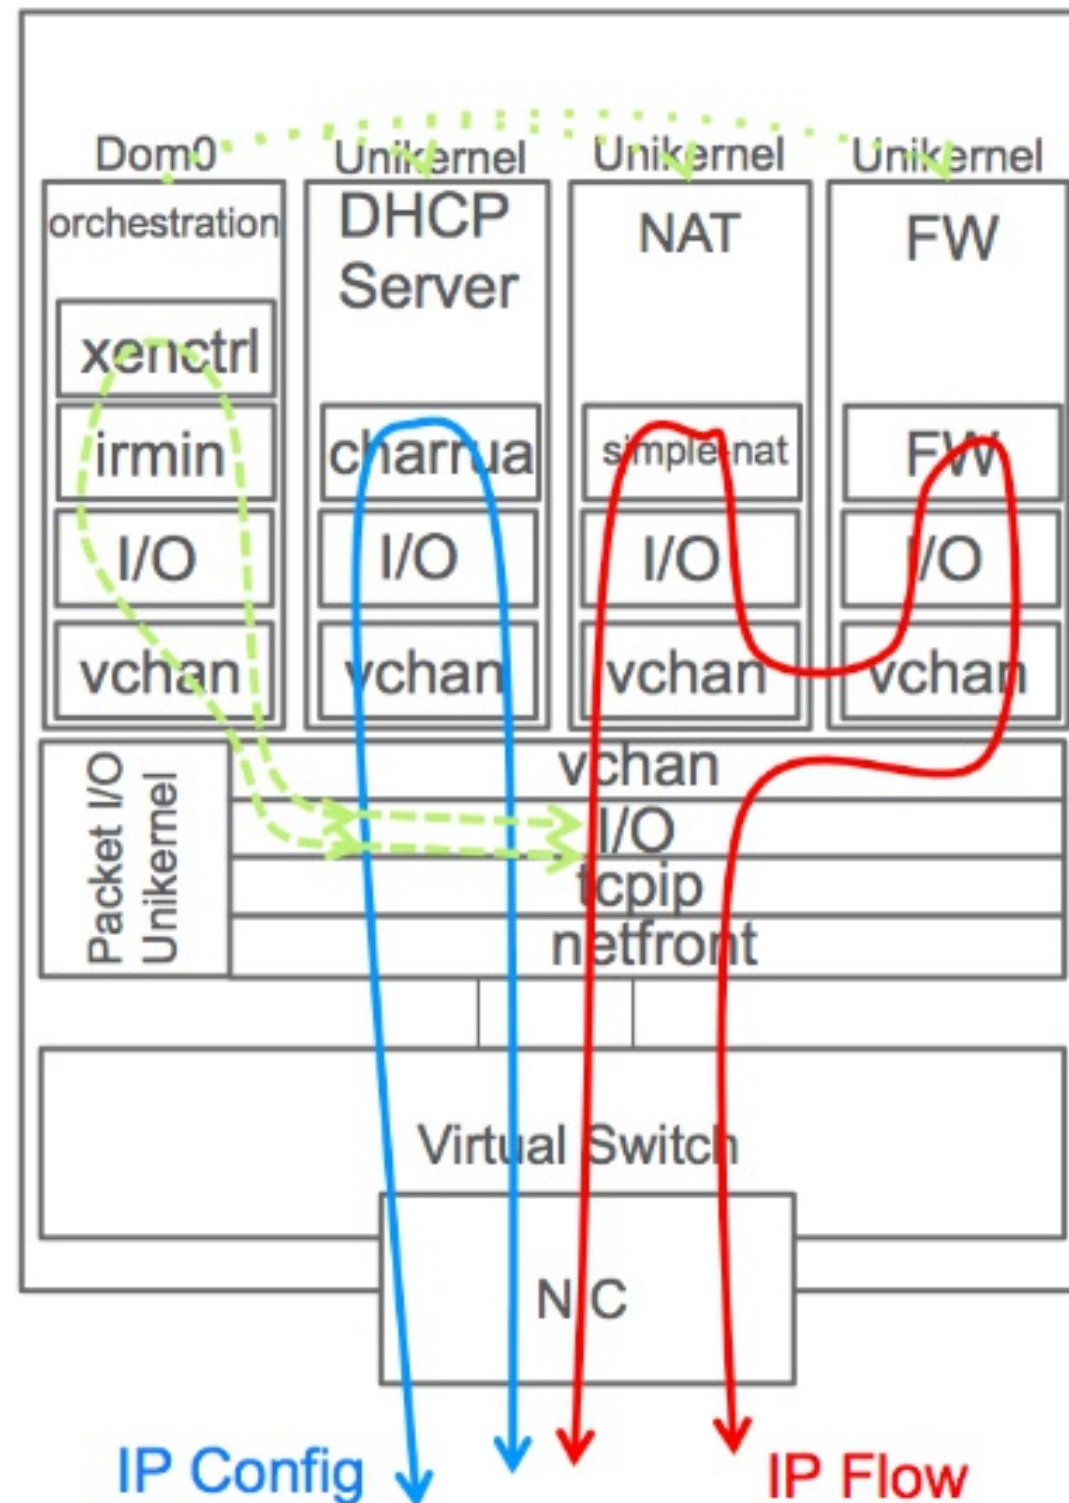 Dom0
Unikernel
Unikernel
Unikernel
orchestration
DHCP
Server
NAT
FW
xenctrl
irmin
charrua
simple-nat
FW
I/O
I/O
I/O
I/O
vchan
vchan
vchan
vchan
Packet I/O
Unikernel
vchan
I/O
tcpip
netfront
Virtual Switch
NIC
IP Config
IP Flow